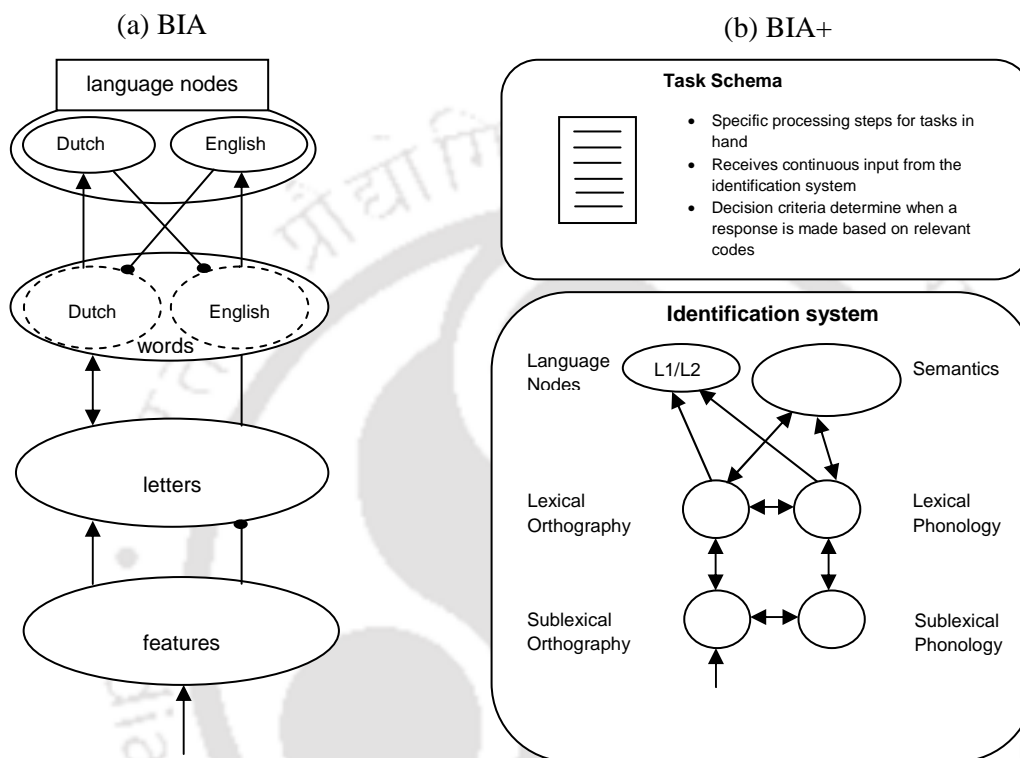 (a) BIA
language nodes
Dutch
English
Dutch
English
words
letters
features
(b) BIA+
Task Schema
• Specific processing steps for tasks in
hand
• Receives continuous input from the
identification system
• Decision criteria determine when a
response is made based on relevant
codes
Identification system
Language
Nodes
L1/L2
Semantics
Lexical
Orthography
Lexical
Phonology
Sublexical
Orthography
Sublexical
Phonology